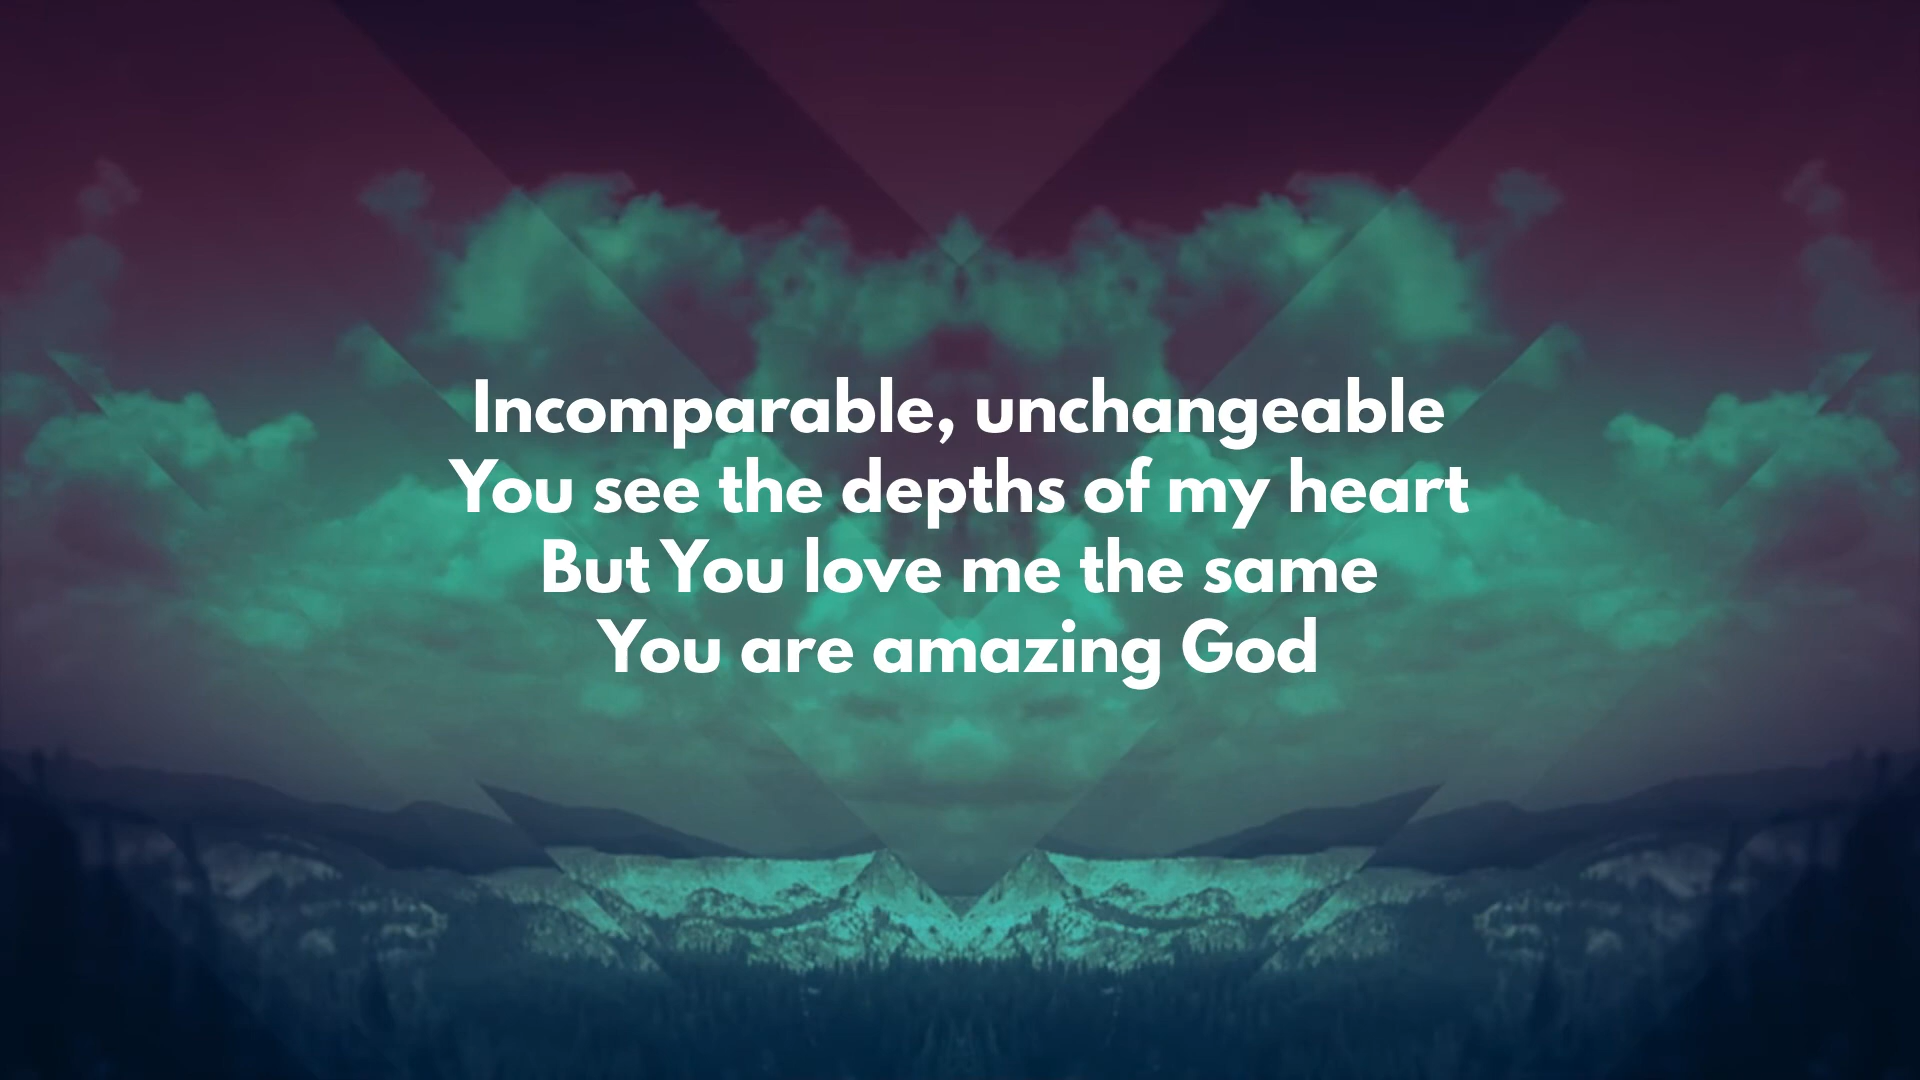 Incomparable, unchangeable
You see the depths of my heart
But You love me the same
You are amazing God